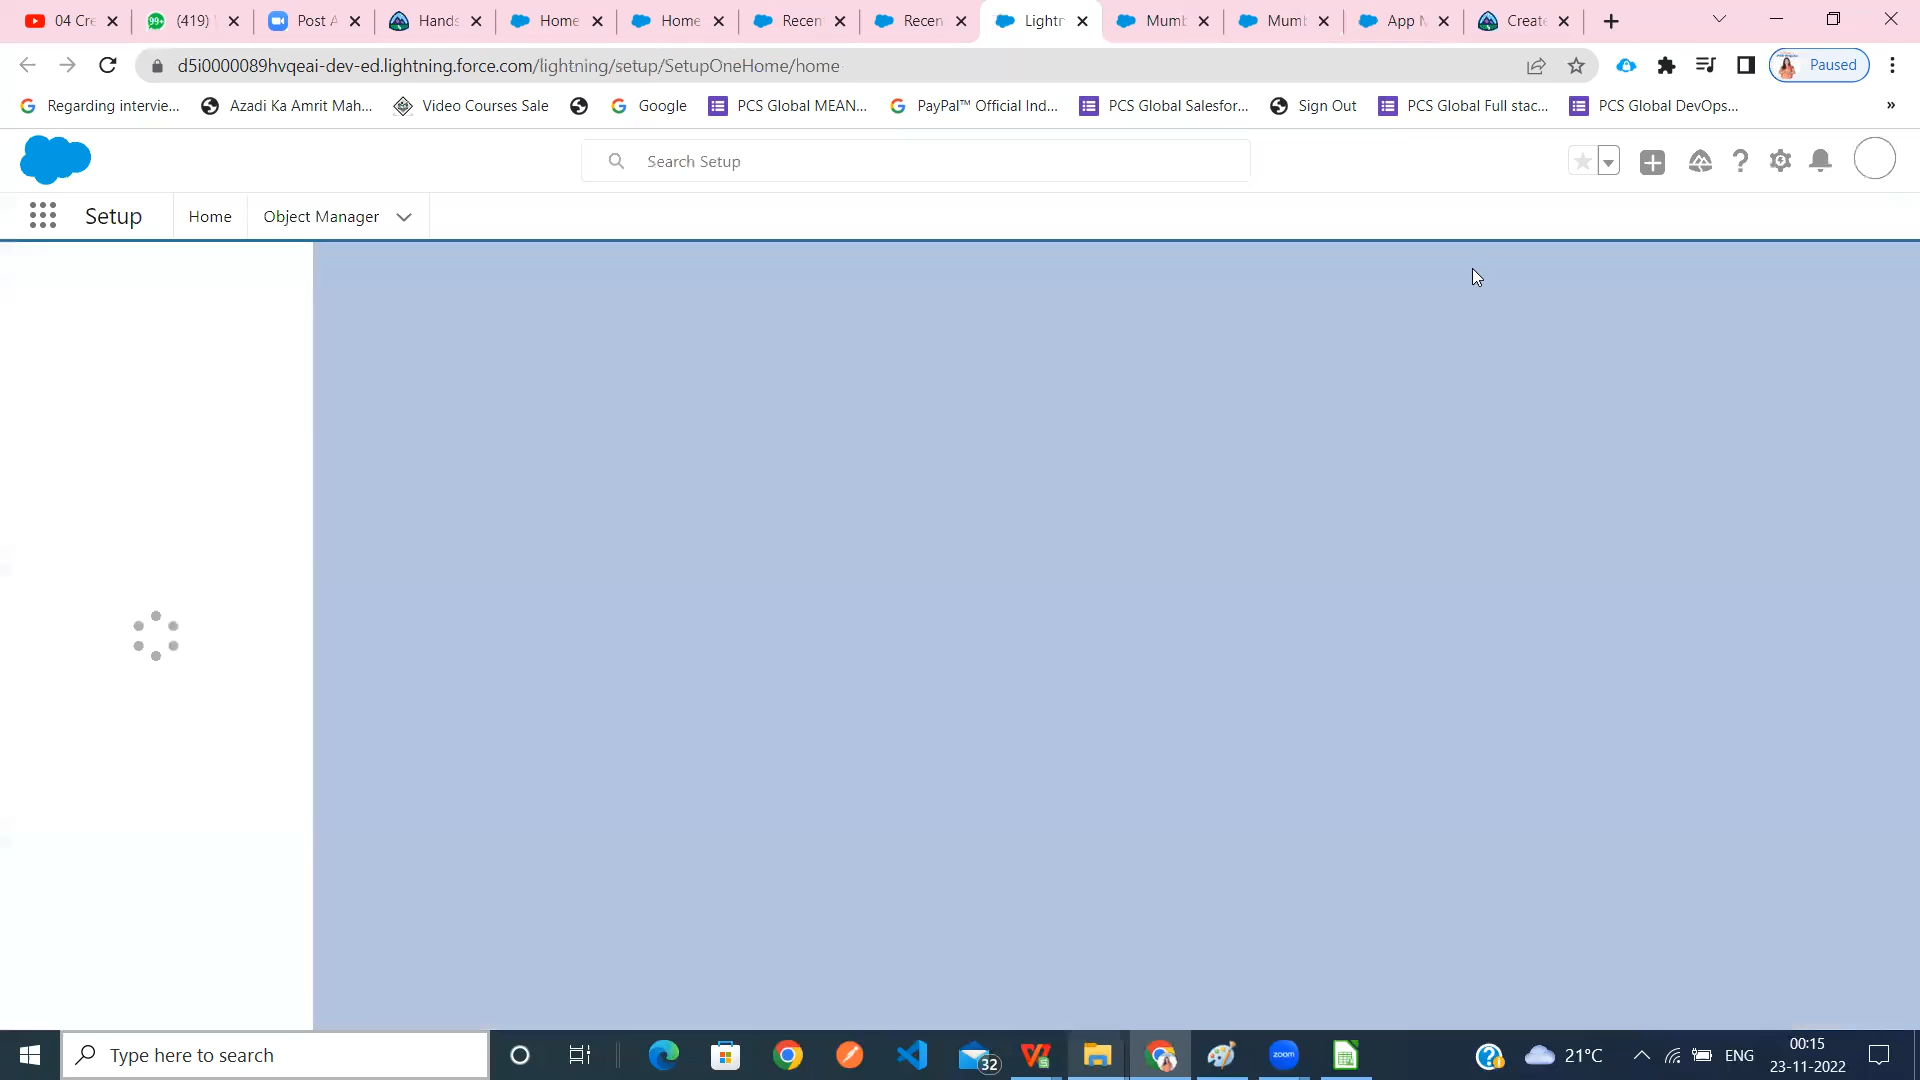 04 Cre
(419)
Post A
Hands
Home
Home
Recen
Recen
Lightn
Mumb
Mumb
App M
Create
d5i0000089hvqeai-dev-ed.lightning.force.com/lightning/setup/SetupOneHome/home
Paused
Regarding intervie...
Azadi Ka Amrit Mah...
Video Courses Sale
Google
PCS Global MEAN...
PayPal™ Official Ind...
PCS Global Salesfor...
Sign Out
PCS Global Full stac...
PCS Global DevOps...
»
Search Setup
Setup
Home
Object Manager
Type here to search
32
zoom
21°C
ENG
00:15
23-11-2022